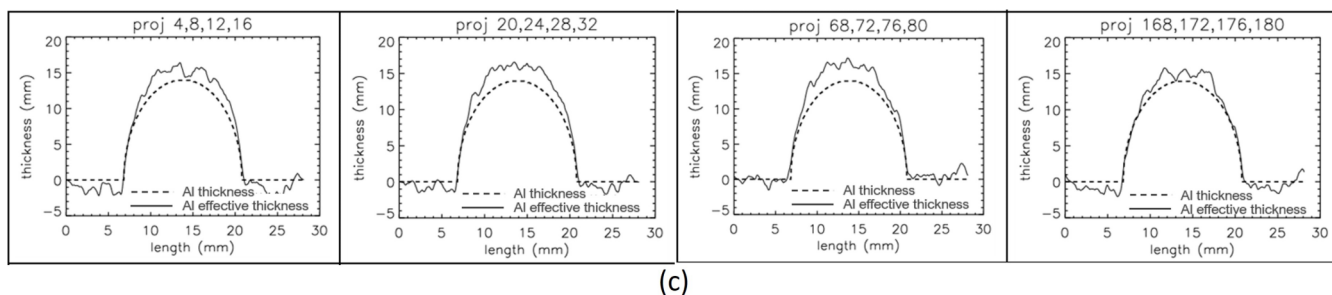 proj 4,8,12,16
thickness (mm)
20
15
10
5
0
−5
Al thickness
Al effective thickness
0 5 10 15 20 25 30
length (mm)
proj 20,24,28,32
thickness (mm)
20
15
10
5
0
−5
Al thickness
Al effective thickness
0 5 10 15 20 25 30
length (mm)
proj 68,72,76,80
thickness (mm)
20
15
10
5
0
−5
Al thickness
Al effective thickness
0 5 10 15 20 25 30
length (mm)
proj 168,172,176,180
thickness (mm)
20
15
10
5
0
−5
Al thickness
Al effective thickness
0 5 10 15 20 25 30
length (mm)
(c)